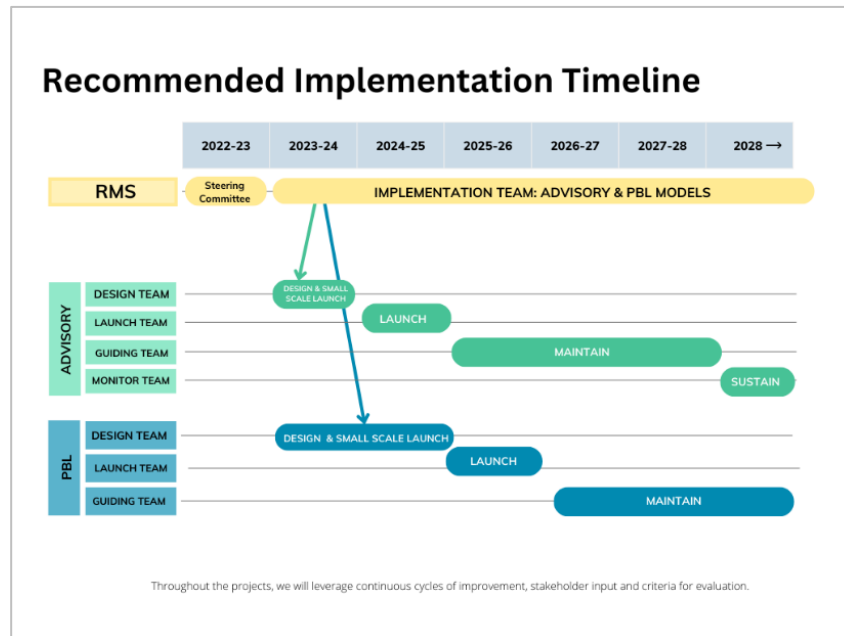 Recommended Implementation Timeline
2022-23 2023-24 2024-25 2025-26 2026-27 2027-28 2028 →
RMS
Steering
Committee
IMPLEMENTATION TEAM: ADVISORY & PBL MODELS
ADVISORY
DESIGN TEAM
DESIGN & SMALL
SCALE LAUNCH
LAUNCH TEAM
LAUNCH
GUIDING TEAM
MAINTAIN
MONITOR TEAM
SUSTAIN
PBL
DESIGN TEAM
DESIGN & SMALL SCALE LAUNCH
LAUNCH TEAM
LAUNCH
GUIDING TEAM
MAINTAIN
Throughout the projects, we will leverage continuous cycles of improvement, stakeholder input and criteria for evaluation.